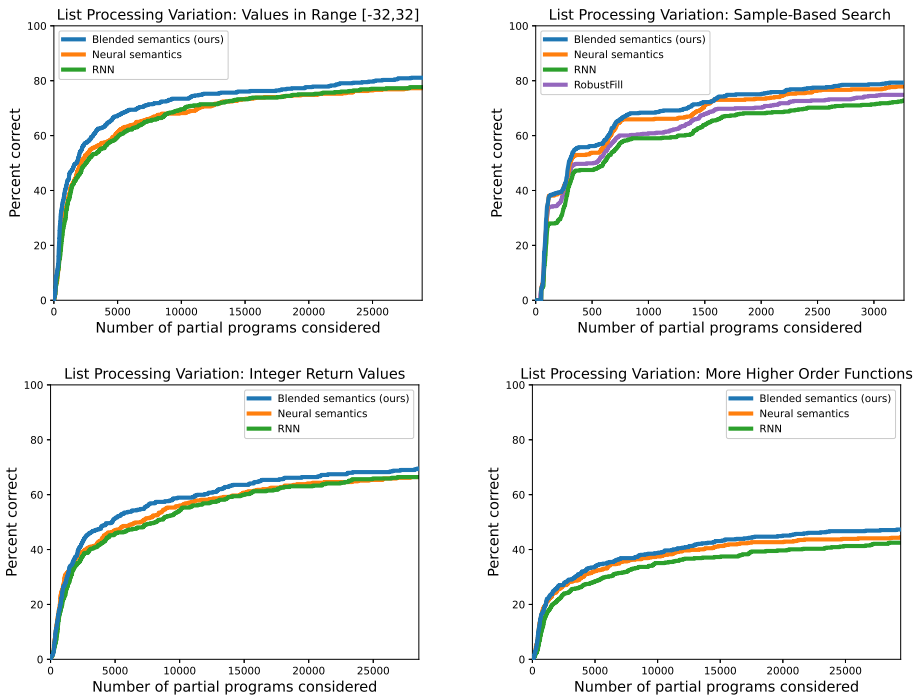 List Processing Variation: Values in Range [-32,32]
Blended semantics (ours)
Neural semantics
RNN
Percent correct
100
80
60
40
20
0
0 5000 10000 15000 20000 25000
Number of partial programs considered
List Processing Variation: Sample-Based Search
Blended semantics (ours)
Neural semantics
RNN
RobustFill
Percent correct
100
80
60
40
20
0
0 500 1000 1500 2000 2500 3000
Number of partial programs considered
List Processing Variation: Integer Return Values
Blended semantics (ours)
Neural semantics
RNN
Percent correct
100
80
60
40
20
0
0 5000 10000 15000 20000 25000
Number of partial programs considered
List Processing Variation: More Higher Order Functions
Blended semantics (ours)
Neural semantics
RNN
Percent correct
100
80
60
40
20
0
0 5000 10000 15000 20000 25000
Number of partial programs considered